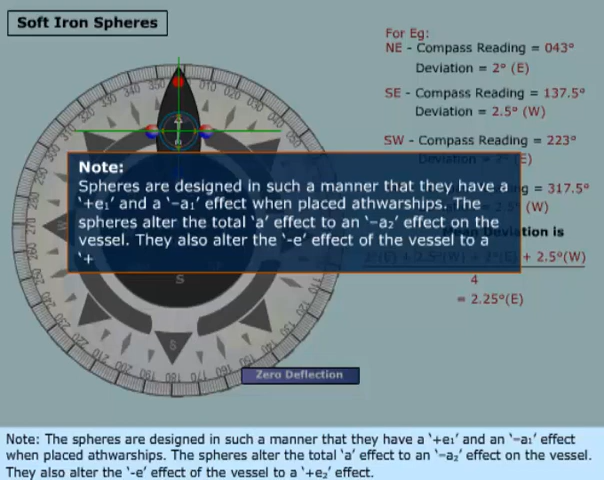 Soft Iron Spheres
For Eg:
NE - Compass Reading = 043°
Deviation = 2° (E)
SE - Compass Reading = 137.5°
Deviation = 2.5° (W)
SW - Compass Reading = 223°
Deviation = 2° (E)
g = 317.5°
(W)
viation is
+ 2.5°(W)
4
= 2.25°(E)
Note:
Spheres are designed in such a manner that they have a
‘+e₁’ and a ‘–a₁’ effect when placed athwarships. The
spheres alter the total ‘a’ effect to an ‘–a₂’ effect on the
vessel. They also alter the ‘-e’ effect of the vessel to a
‘+
S
S
Zero Deflection
Note: The spheres are designed in such a manner that they have a ‘+e₁’ and an ‘–a₁’ effect
when placed athwarships. The spheres alter the total ‘a’ effect to an ‘–a₂’ effect on the vessel.
They also alter the ‘-e’ effect of the vessel to a ‘+e₂’ effect.